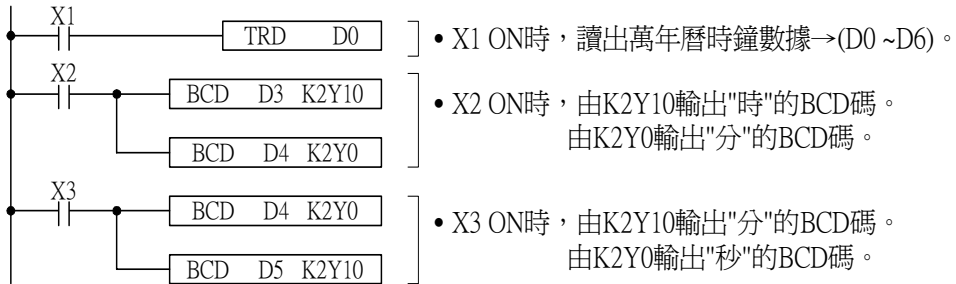 X1
TRD D0
• X1 ON時，讀出萬年曆時鐘數據→(D0 ~D6)。
X2
BCD D3 K2Y10
• X2 ON時，由K2Y10輸出"時"的BCD碼。
由K2Y0輸出"分"的BCD碼。
BCD D4 K2Y0
X3
BCD D4 K2Y0
• X3 ON時，由K2Y10輸出"分"的BCD碼。
由K2Y0輸出"秒"的BCD碼。
BCD D5 K2Y10